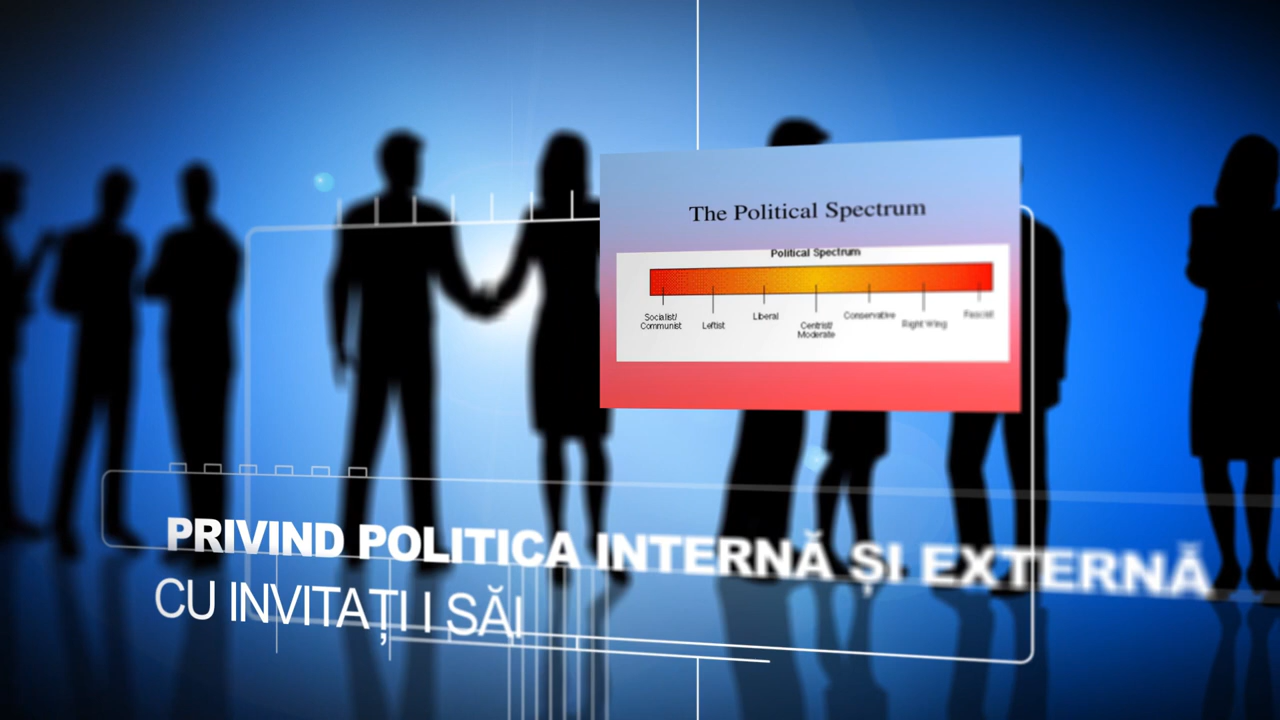 The Political Spectrum
Political Spectrum
Socialist/
Communist
Leftist
Liberal
Centrist/
Moderate
Conservative
Right Wing
Fascist
PRIVIND POLITICA INTERNĂ ȘI EXTERNĂ
CU INVITAȚII SĂI